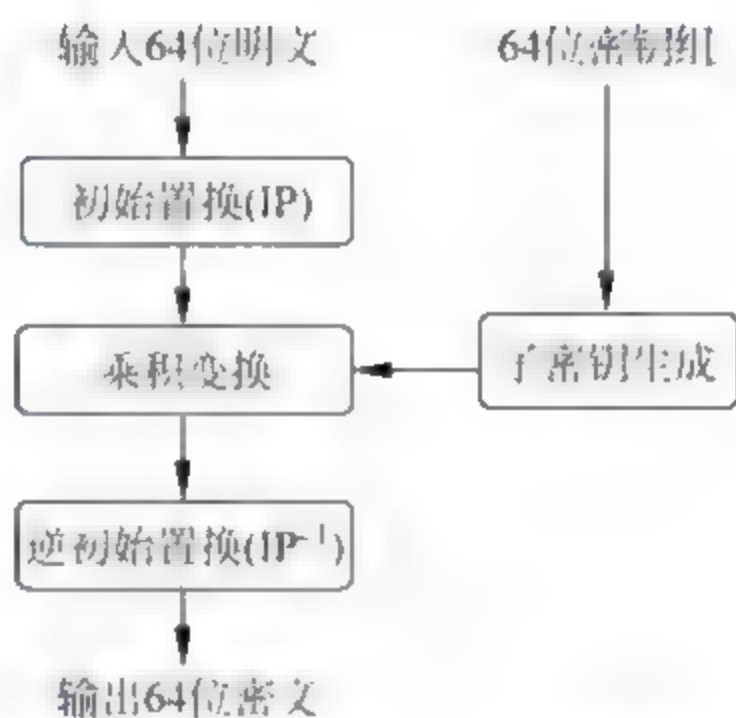 输入64位明文
64位密钥组
初始置换(IP)
乘积变换
子密钥生成
逆初始置换(IP⁻¹)
输出64位密文